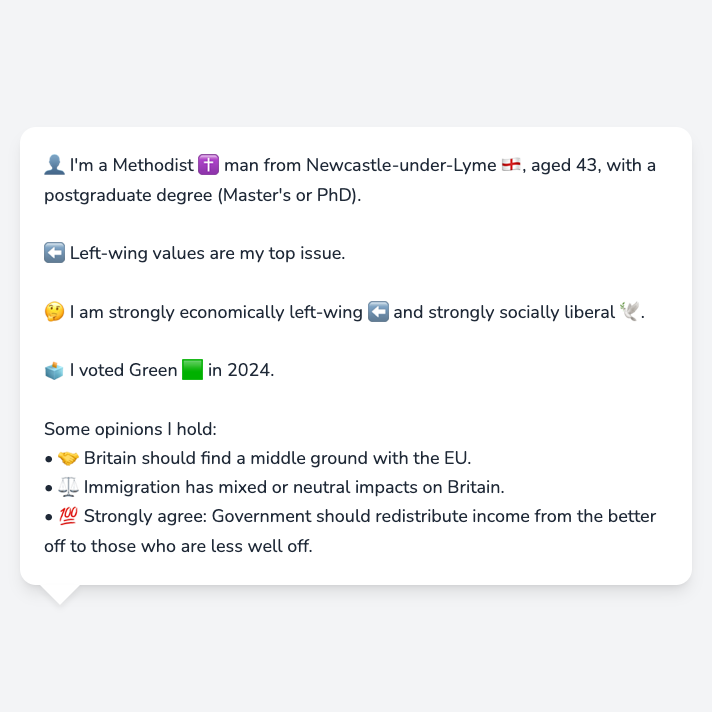 👤 I'm a Methodist ✝️ man from Newcastle-under-Lyme 🏴󠁧󠁢󠁥󠁮󠁧󠁿, aged 43, with a
postgraduate degree (Master's or PhD).
⬅️ Left-wing values are my top issue.
🤔 I am strongly economically left-wing ⬅️ and strongly socially liberal 🕊️.
🗳️ I voted Green 🟩 in 2024.
Some opinions I hold:
• 🤝 Britain should find a middle ground with the EU.
• ⚖️ Immigration has mixed or neutral impacts on Britain.
• 💯 Strongly agree: Government should redistribute income from the better
off to those who are less well off.